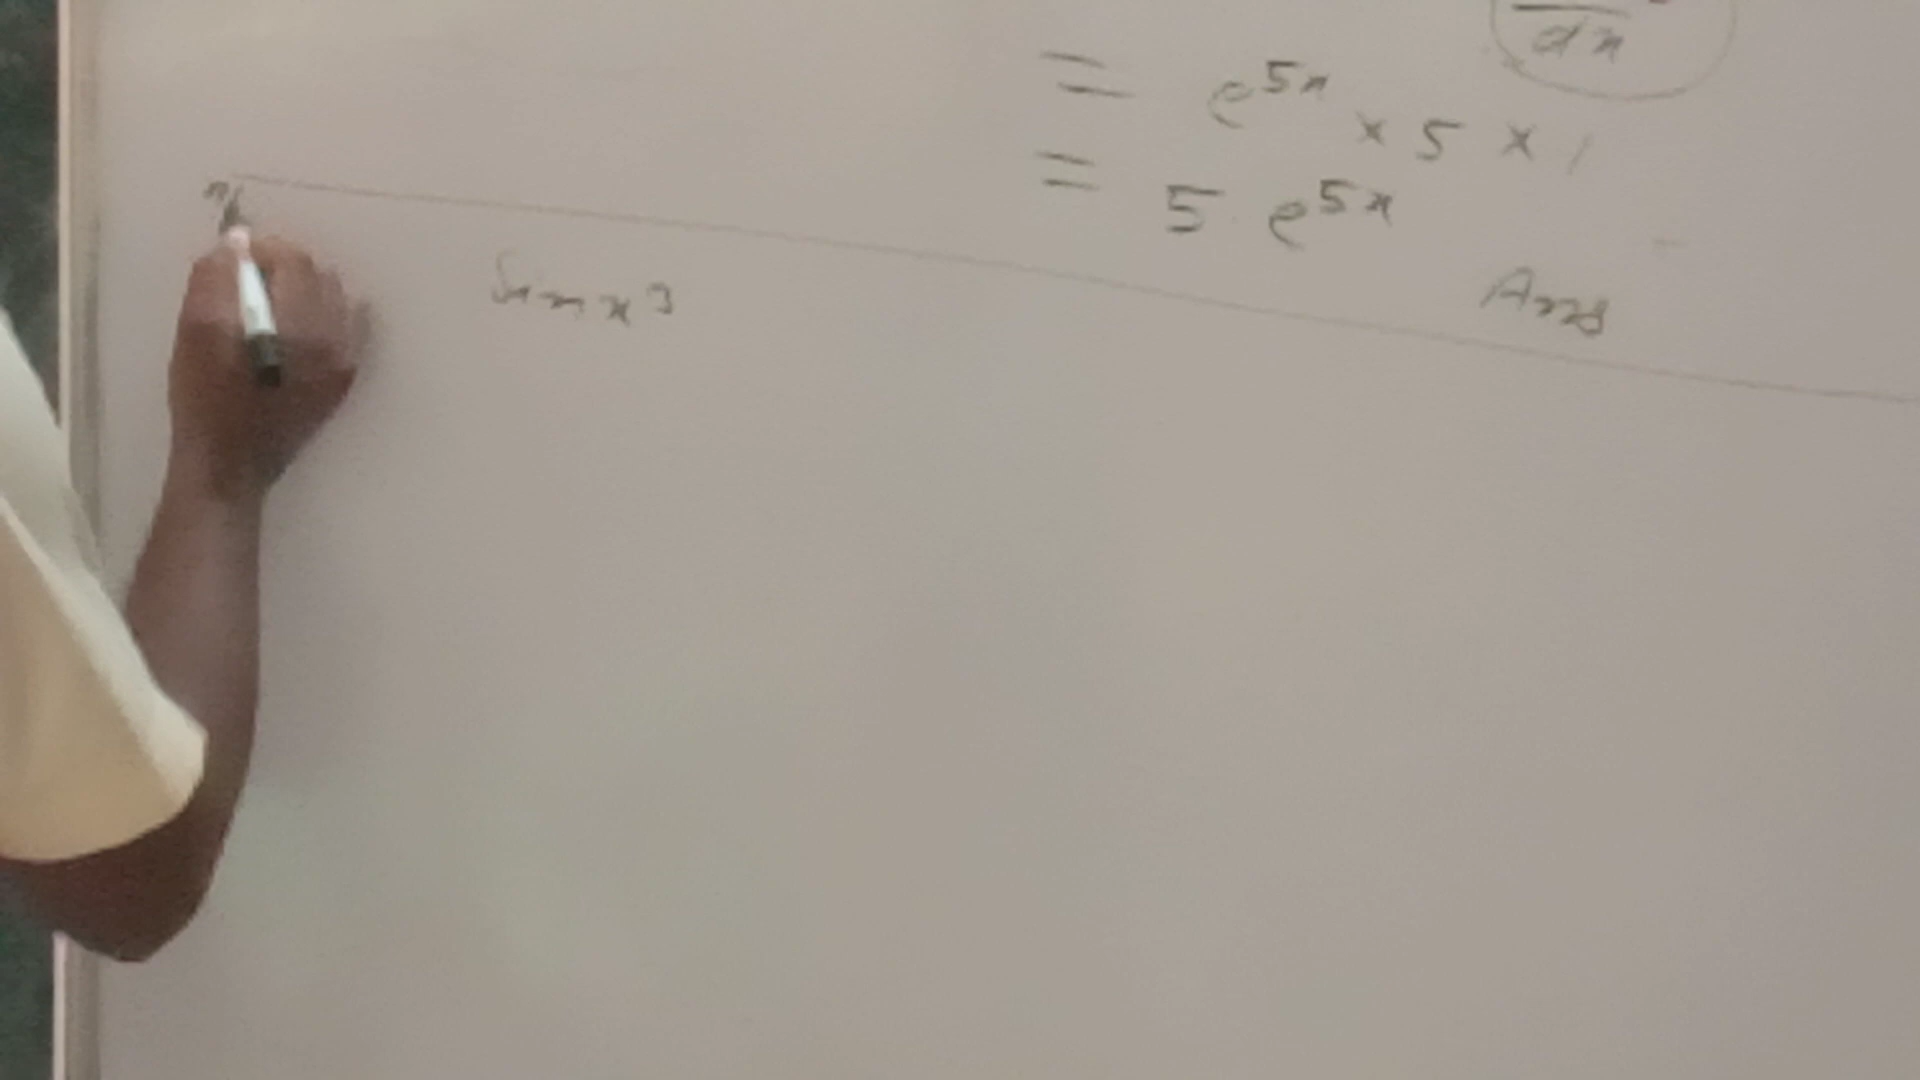 dx
= e^5x × 5 × 1
= 5 e^5x
Ans
Sin x^3